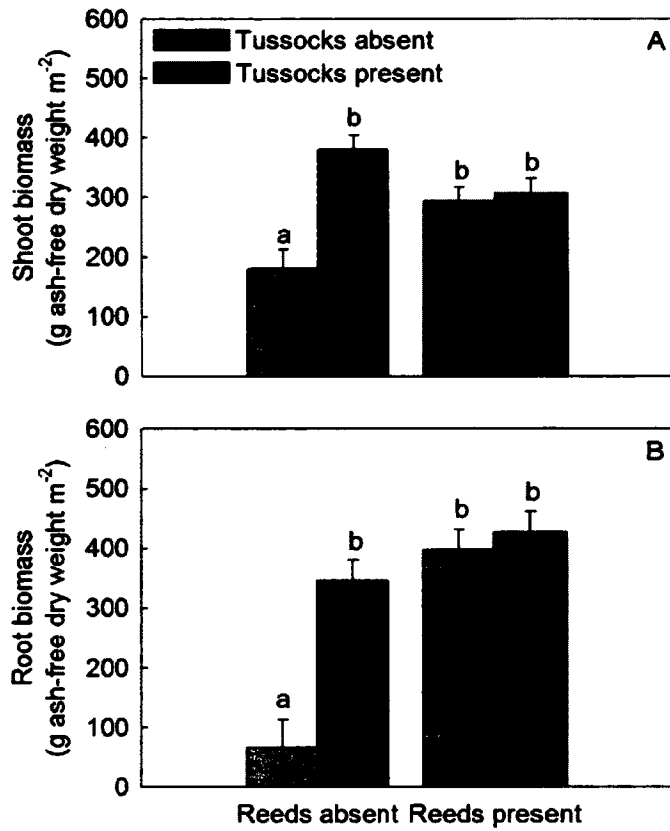 600
500
400
300
200
100
0
Shoot biomass
(g ash-free dry weight m-2)
Tussocks absent
Tussocks present
A
a
b
b
b
600
500
400
300
200
100
0
Root biomass
(g ash-free dry weight m-2)
B
a
b
b
b
Reeds absent Reeds present